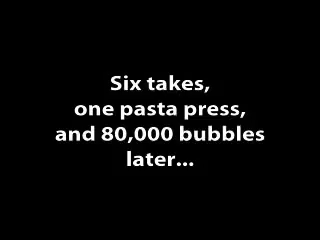 Six takes,
one pasta press,
and 80,000 bubbles
later...